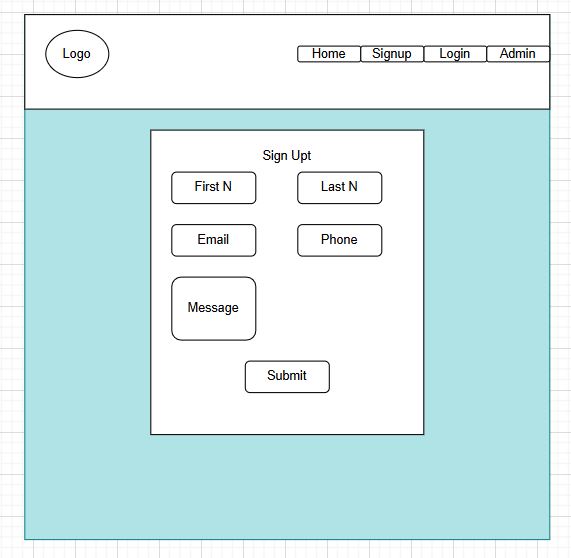 Logo
Home Signup Login Admin
Sign Upt
First N Last N
Email Phone
Message
Submit